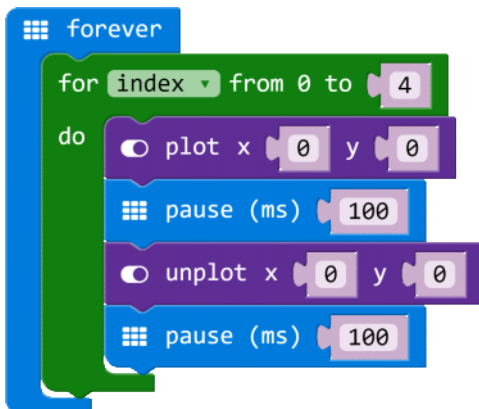 forever
for index from 0 to 4
do plot x 0 y 0
pause (ms) 100
unplot x 0 y 0
pause (ms) 100